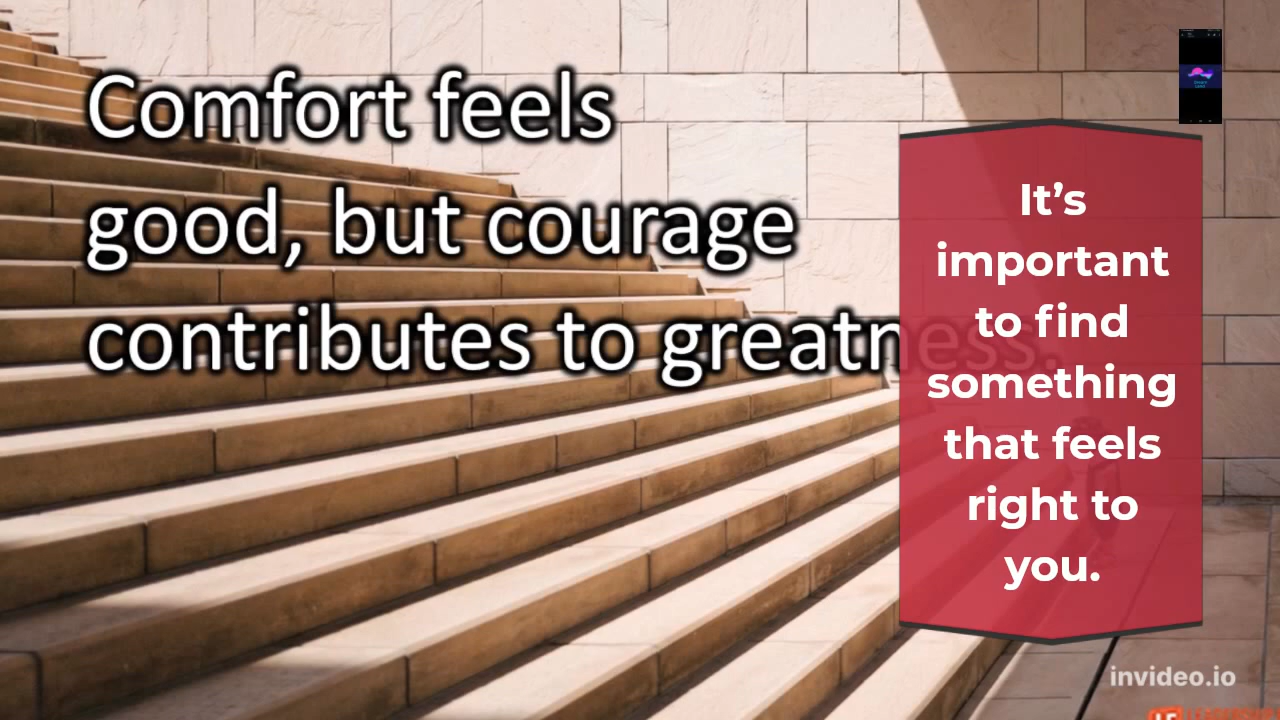 Comfort feels
good, but courage
contributes to greatness.
It's
important
to find
something
that feels
right to
you.
invideo.io